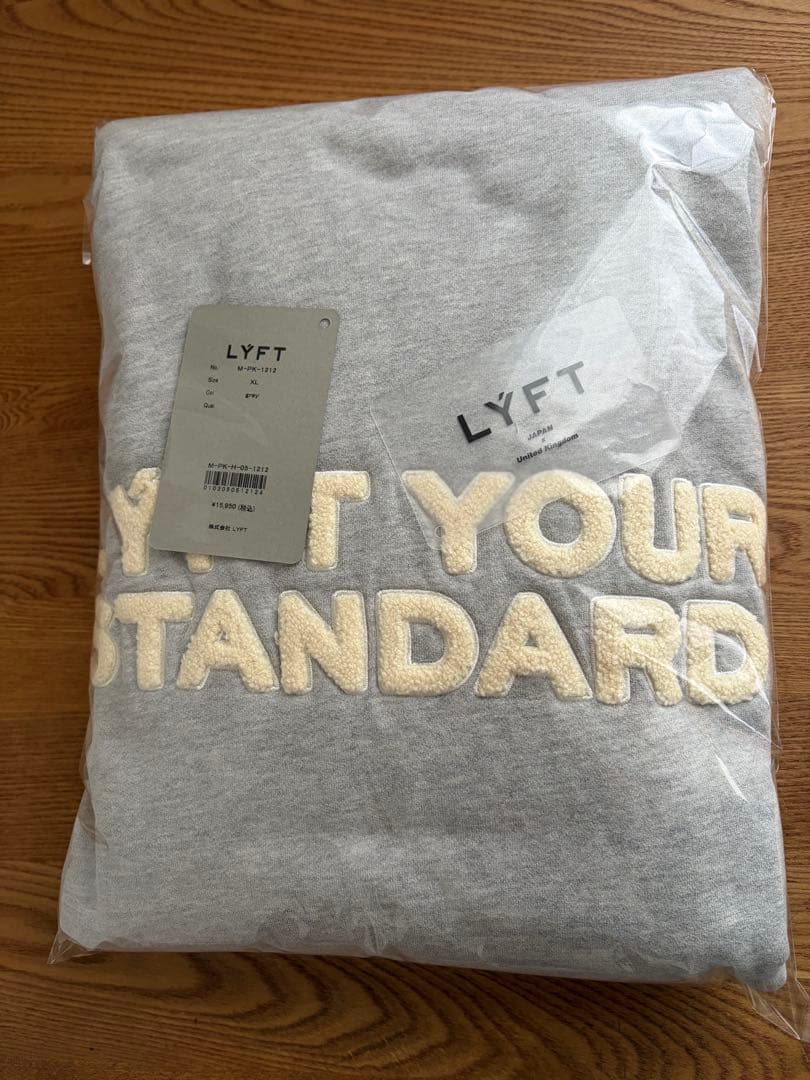 LYFT
No. M-PK-1212
Size XL
Col grey
Qual
M-PK-H-05-1212
¥15,950(税込)
株式会社 LYFT
LYFT
JAPAN
×
United Kingdom
LYFT YOUR
STANDARD